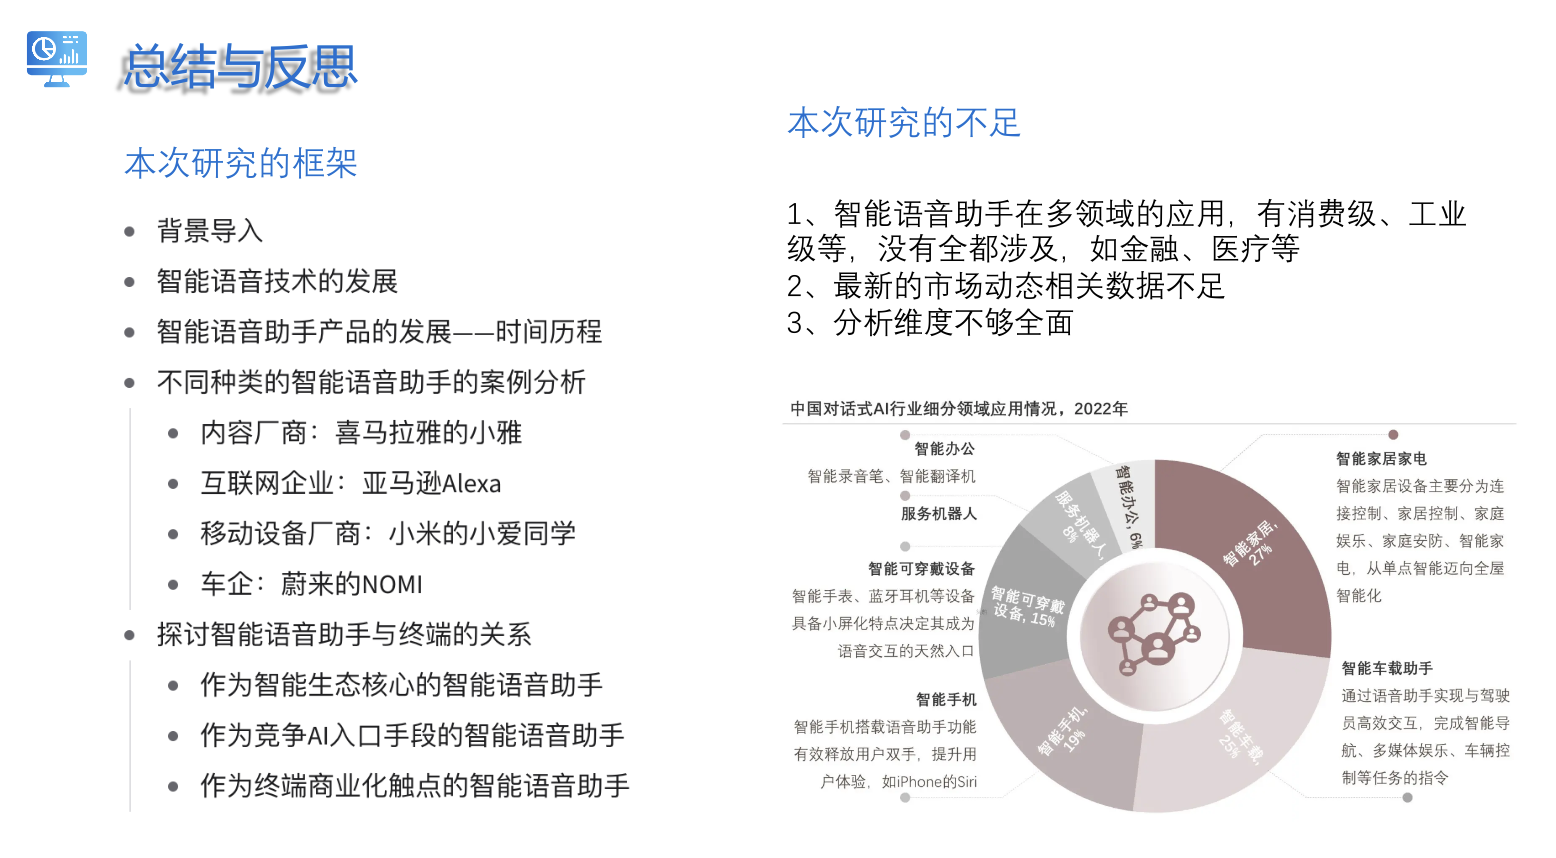 总结与反思
本次研究的框架
背景导入
智能语音技术的发展
智能语音助手产品的发展——时间历程
不同种类的智能语音助手的案例分析
内容厂商：喜马拉雅的小雅
互联网企业：亚马逊Alexa
移动设备厂商：小米的小爱同学
车企：蔚来的NOMI
探讨智能语音助手与终端的关系
作为智能生态核心的智能语音助手
作为竞争AI入口手段的智能语音助手
作为终端商业化触点的智能语音助手
本次研究的不足
1、智能语音助手在多领域的应用，有消费级、工业
级等，没有全都涉及，如金融、医疗等
2、最新的市场动态相关数据不足
3、分析维度不够全面
中国对话式AI行业细分领域应用情况，2022年
智能办公
智能录音笔、智能翻译机
服务机器人
智能可穿戴设备
智能手表、蓝牙耳机等设备
具备小屏化特点决定其成为
语音交互的天然入口
智能手机
智能手机搭载语音助手功能
有效释放用户双手，提升用
户体验，如iPhone的Siri
智能办公, 6%
服务机器人,
8%
智能可穿戴
设备, 15%
智能手机,
19%
智能家居,
27%
智能车载,
25%
智能家居家电
智能家居设备主要分为连
接控制、家居控制、家庭
娱乐、家庭安防、智能家
电，从单点智能迈向全屋
智能化
智能车载助手
通过语音助手实现与驾驶
员高效交互，完成智能导
航、多媒体娱乐、车辆控
制等任务的指令